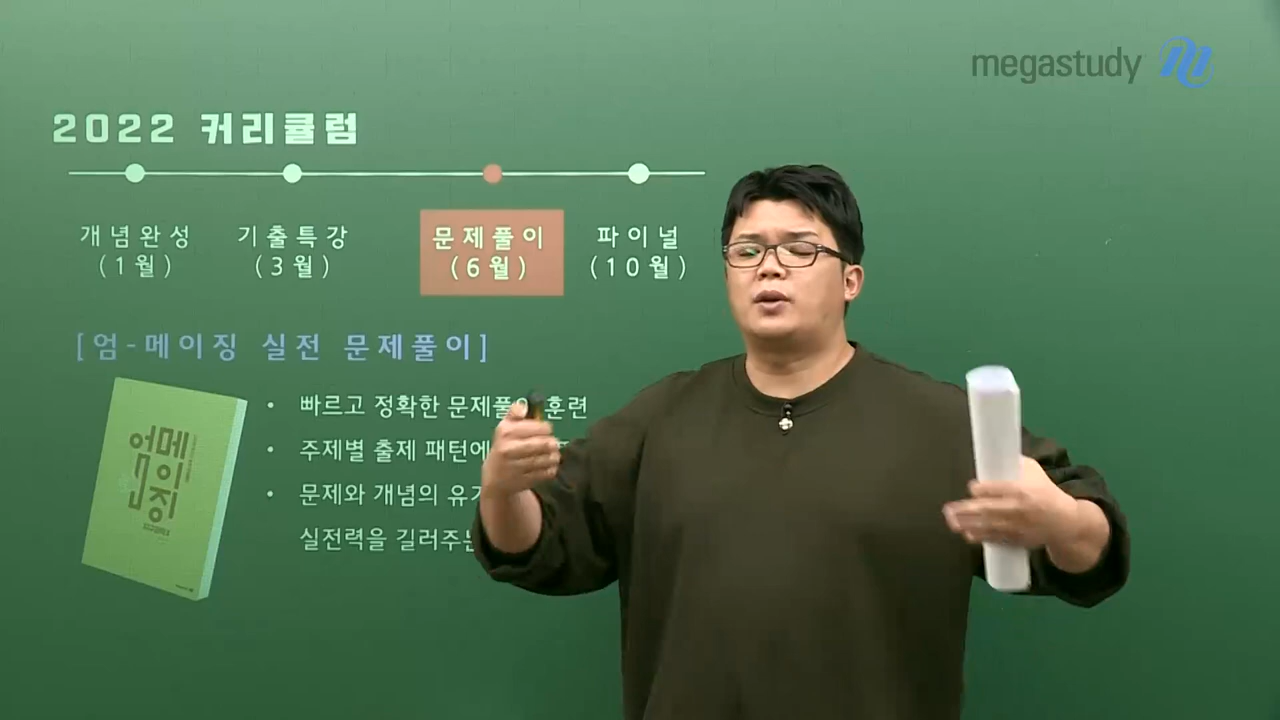 megastudy
2022 커리큘럼
개념완성
(1월)
기출특강
(3월)
문제풀이
(6월)
파이널
(10월)
[엄-메이징 실전 문제풀이]
• 빠르고 정확한 문제풀이 훈련
• 주제별 출제 패턴에
• 문제와 개념의
실전력을 길러주는